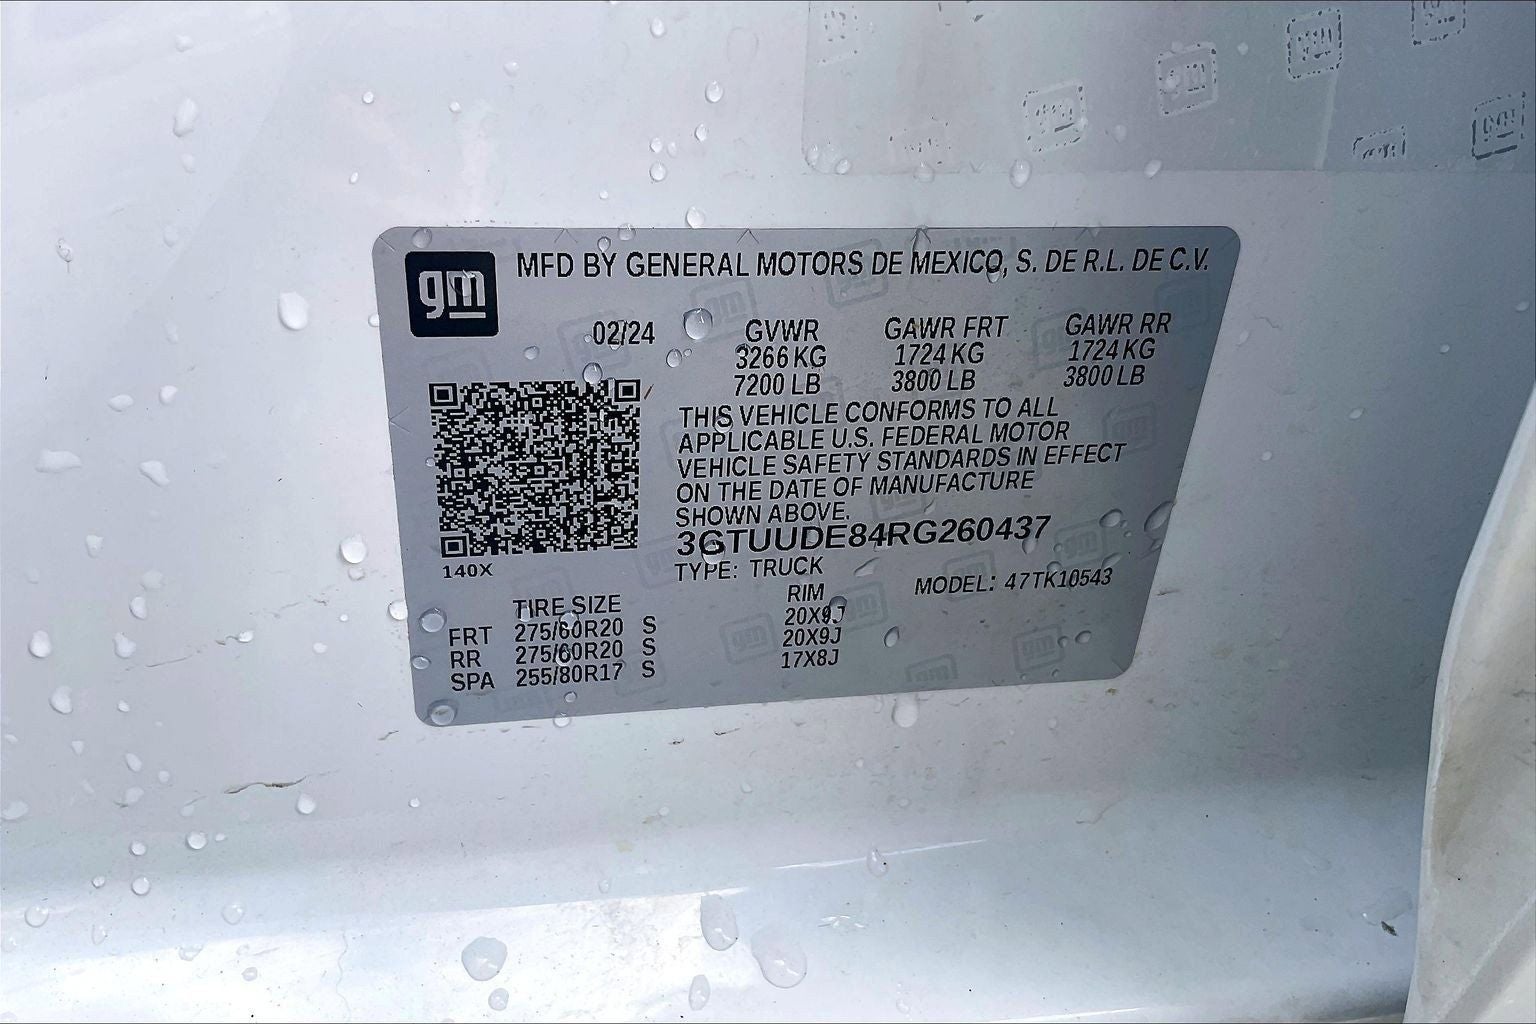 gm MFD BY GENERAL MOTORS DE MEXICO, S. DE R.L. DE C.V.
02/24 GVWR GAWR FRT GAWR RR
3266 KG 1724 KG 1724 KG
7200 LB 3800 LB 3800 LB
THIS VEHICLE CONFORMS TO ALL
APPLICABLE U.S. FEDERAL MOTOR
VEHICLE SAFETY STANDARDS IN EFFECT
ON THE DATE OF MANUFACTURE
SHOWN ABOVE.
3GTUUDE84RG260437
140X TYPE: TRUCK MODEL: 47TK10543
TIRE SIZE RIM
FRT 275/60R20 S 20X9J
RR 275/60R20 S 20X9J
SPA 255/80R17 S 17X8J